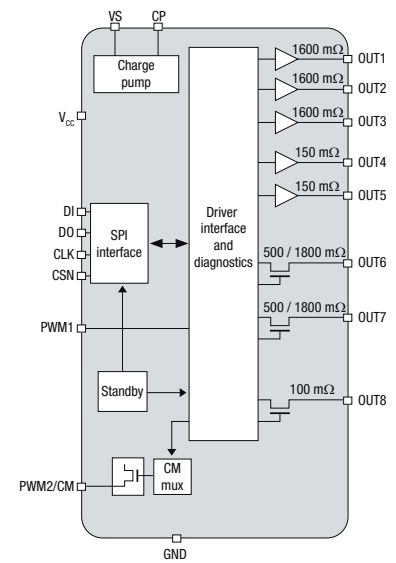 VS
CP
Charge
pump
V_CC
DI
DO
CLK
CSN
SPI
interface
PWM1
Standby
PWM2/CM
CM
mux
Driver
interface
and
diagnostics
1600 mΩ
OUT1
1600 mΩ
OUT2
1600 mΩ
OUT3
150 mΩ
OUT4
150 mΩ
OUT5
500 / 1800 mΩ
OUT6
500 / 1800 mΩ
OUT7
100 mΩ
OUT8
GND